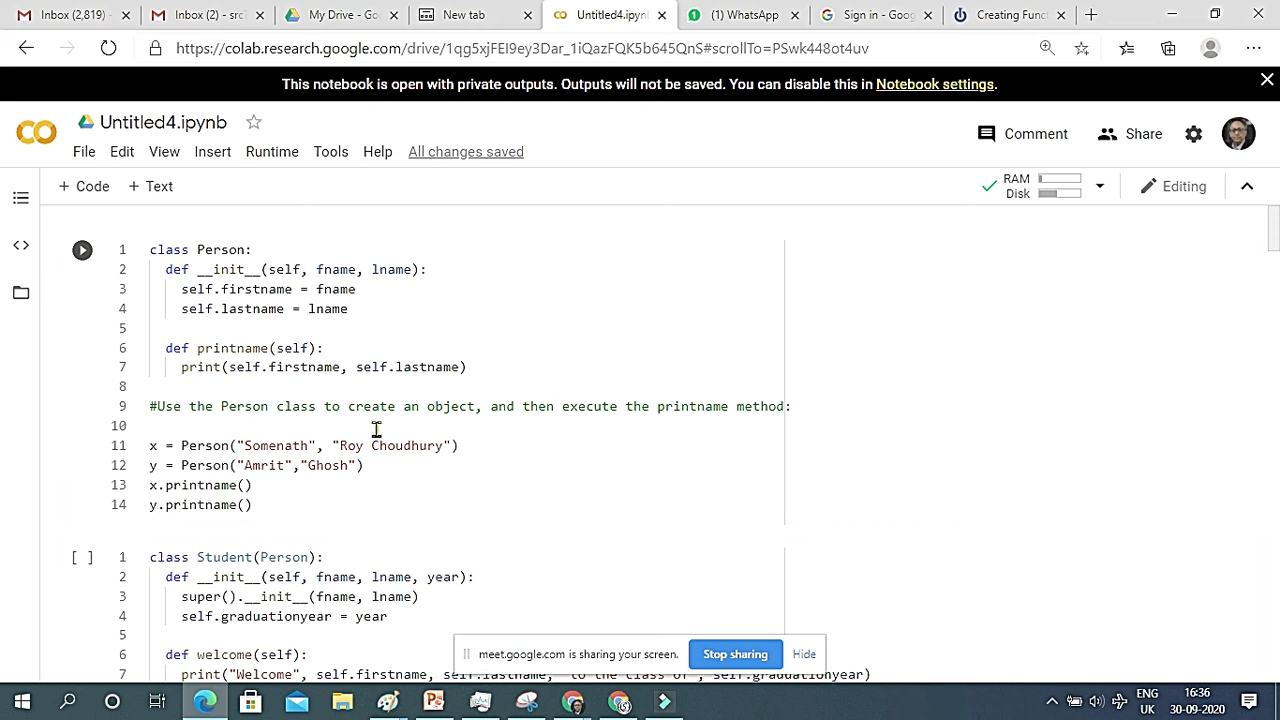 Inbox (2,819)
Inbox (2) - src
My Drive - Go
New tab
Untitled4.ipynb
(1) WhatsApp
Sign in - Goog
Creating Func
https://colab.research.google.com/drive/1qg5xjFEI9ey3Dar_1iQazFQK5b645QnS#scrollTo=PSwk448ot4uv
This notebook is open with private outputs. Outputs will not be saved. You can disable this in Notebook settings.
Untitled4.ipynb
Comment
Share
File Edit View Insert Runtime Tools Help All changes saved
+ Code + Text
RAM
Disk
Editing
1 class Person:
2 def __init__(self, fname, lname):
3 self.firstname = fname
4 self.lastname = lname
5
6 def printname(self):
7 print(self.firstname, self.lastname)
8
9 #Use the Person class to create an object, and then execute the printname method:
10
11 x = Person("Somenath", "Roy Choudhury")
12 y = Person("Amrit","Ghosh")
13 x.printname()
14 y.printname()
[ ] 1 class Student(Person):
2 def __init__(self, fname, lname, year):
3 super().__init__(fname, lname)
4 self.graduationyear = year
5
6 def welcome(self):
7 print("Welcome", self.firstname, self.lastname, "to the class of", self.graduationyear)
meet.google.com is sharing your screen.
Stop sharing
Hide
ENG
UK
16:36
30-09-2020